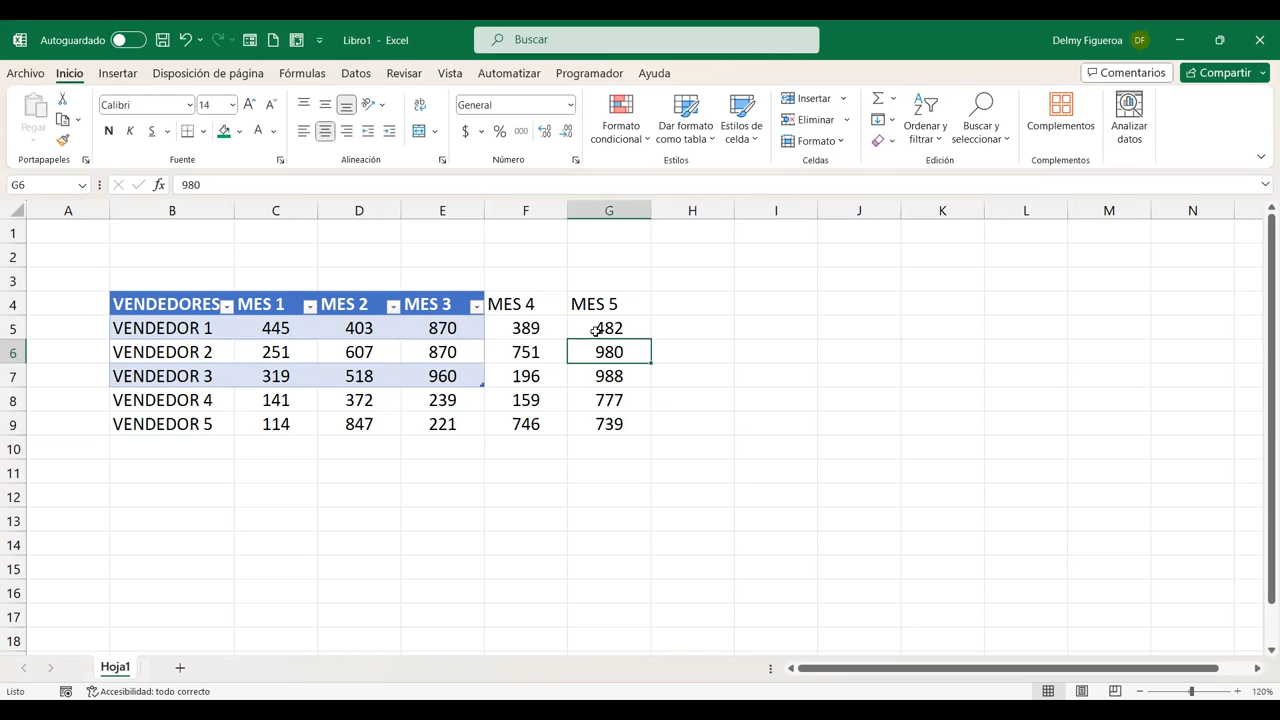 Autoguardado Libro1 - Excel Buscar Delmy Figueroa DF
Archivo Inicio Insertar Disposición de página Fórmulas Datos Revisar Vista Automatizar Programador Ayuda Comentarios Compartir
Pegar Calibri 14 General Formato condicional Dar formato como tabla Estilos de celda Insertar Eliminar Formato Ordenar y filtrar Buscar y seleccionar Complementos Analizar datos
Portapapeles Fuente Alineación Número Estilos Celdas Edición Complementos
G6 fx 980
A B C D E F G H I J K L M N
1
2
3
4 VENDEDORES MES 1 MES 2 MES 3 MES 4 MES 5
5 VENDEDOR 1 445 403 870 389 482
6 VENDEDOR 2 251 607 870 751 980
7 VENDEDOR 3 319 518 960 196 988
8 VENDEDOR 4 141 372 239 159 777
9 VENDEDOR 5 114 847 221 746 739
10
11
12
13
14
15
16
17
18
Hoja1
Listo Accesibilidad: todo correcto 120%